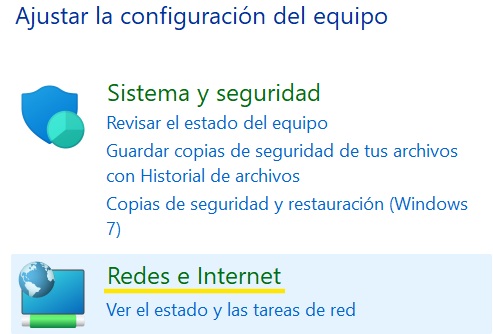 Ajustar la configuración del equipo
Sistema y seguridad
Revisar el estado del equipo
Guardar copias de seguridad de tus archivos
con Historial de archivos
Copias de seguridad y restauración (Windows
7)
Redes e Internet
Ver el estado y las tareas de red